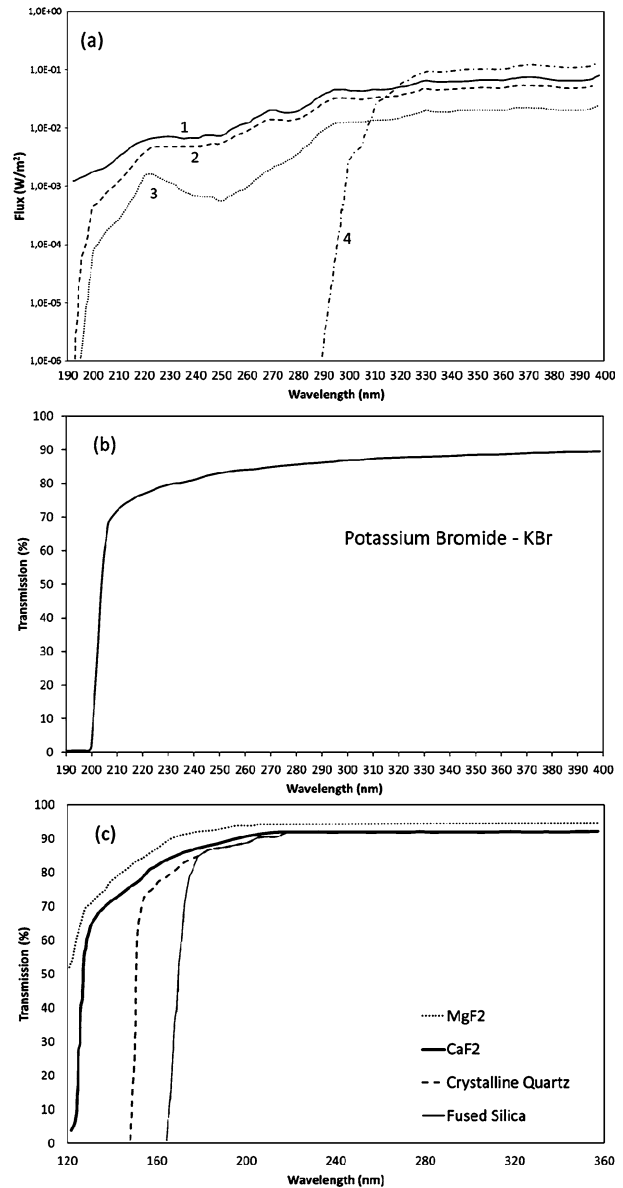 (a)
Flux (W/m²)
1,0E+00
1,0E-01
1,0E-02
1,0E-03
1,0E-04
1,0E-05
1,0E-06
1
2
3
4
190 200 210 220 230 240 250 260 270 280 290 300 310 320 330 340 350 360 370 380 390 400
Wavelength (nm)
(b)
Transmission (%)
100
90
80
70
60
50
40
30
20
10
0
Potassium Bromide - KBr
190 200 210 220 230 240 250 260 270 280 290 300 310 320 330 340 350 360 370 380 390 400
Wavelength (nm)
(c)
Transmission (%)
100
90
80
70
60
50
40
30
20
10
0
MgF2
CaF2
Crystalline Quartz
Fused Silica
120 160 200 240 280 320 360
Wavelength (nm)